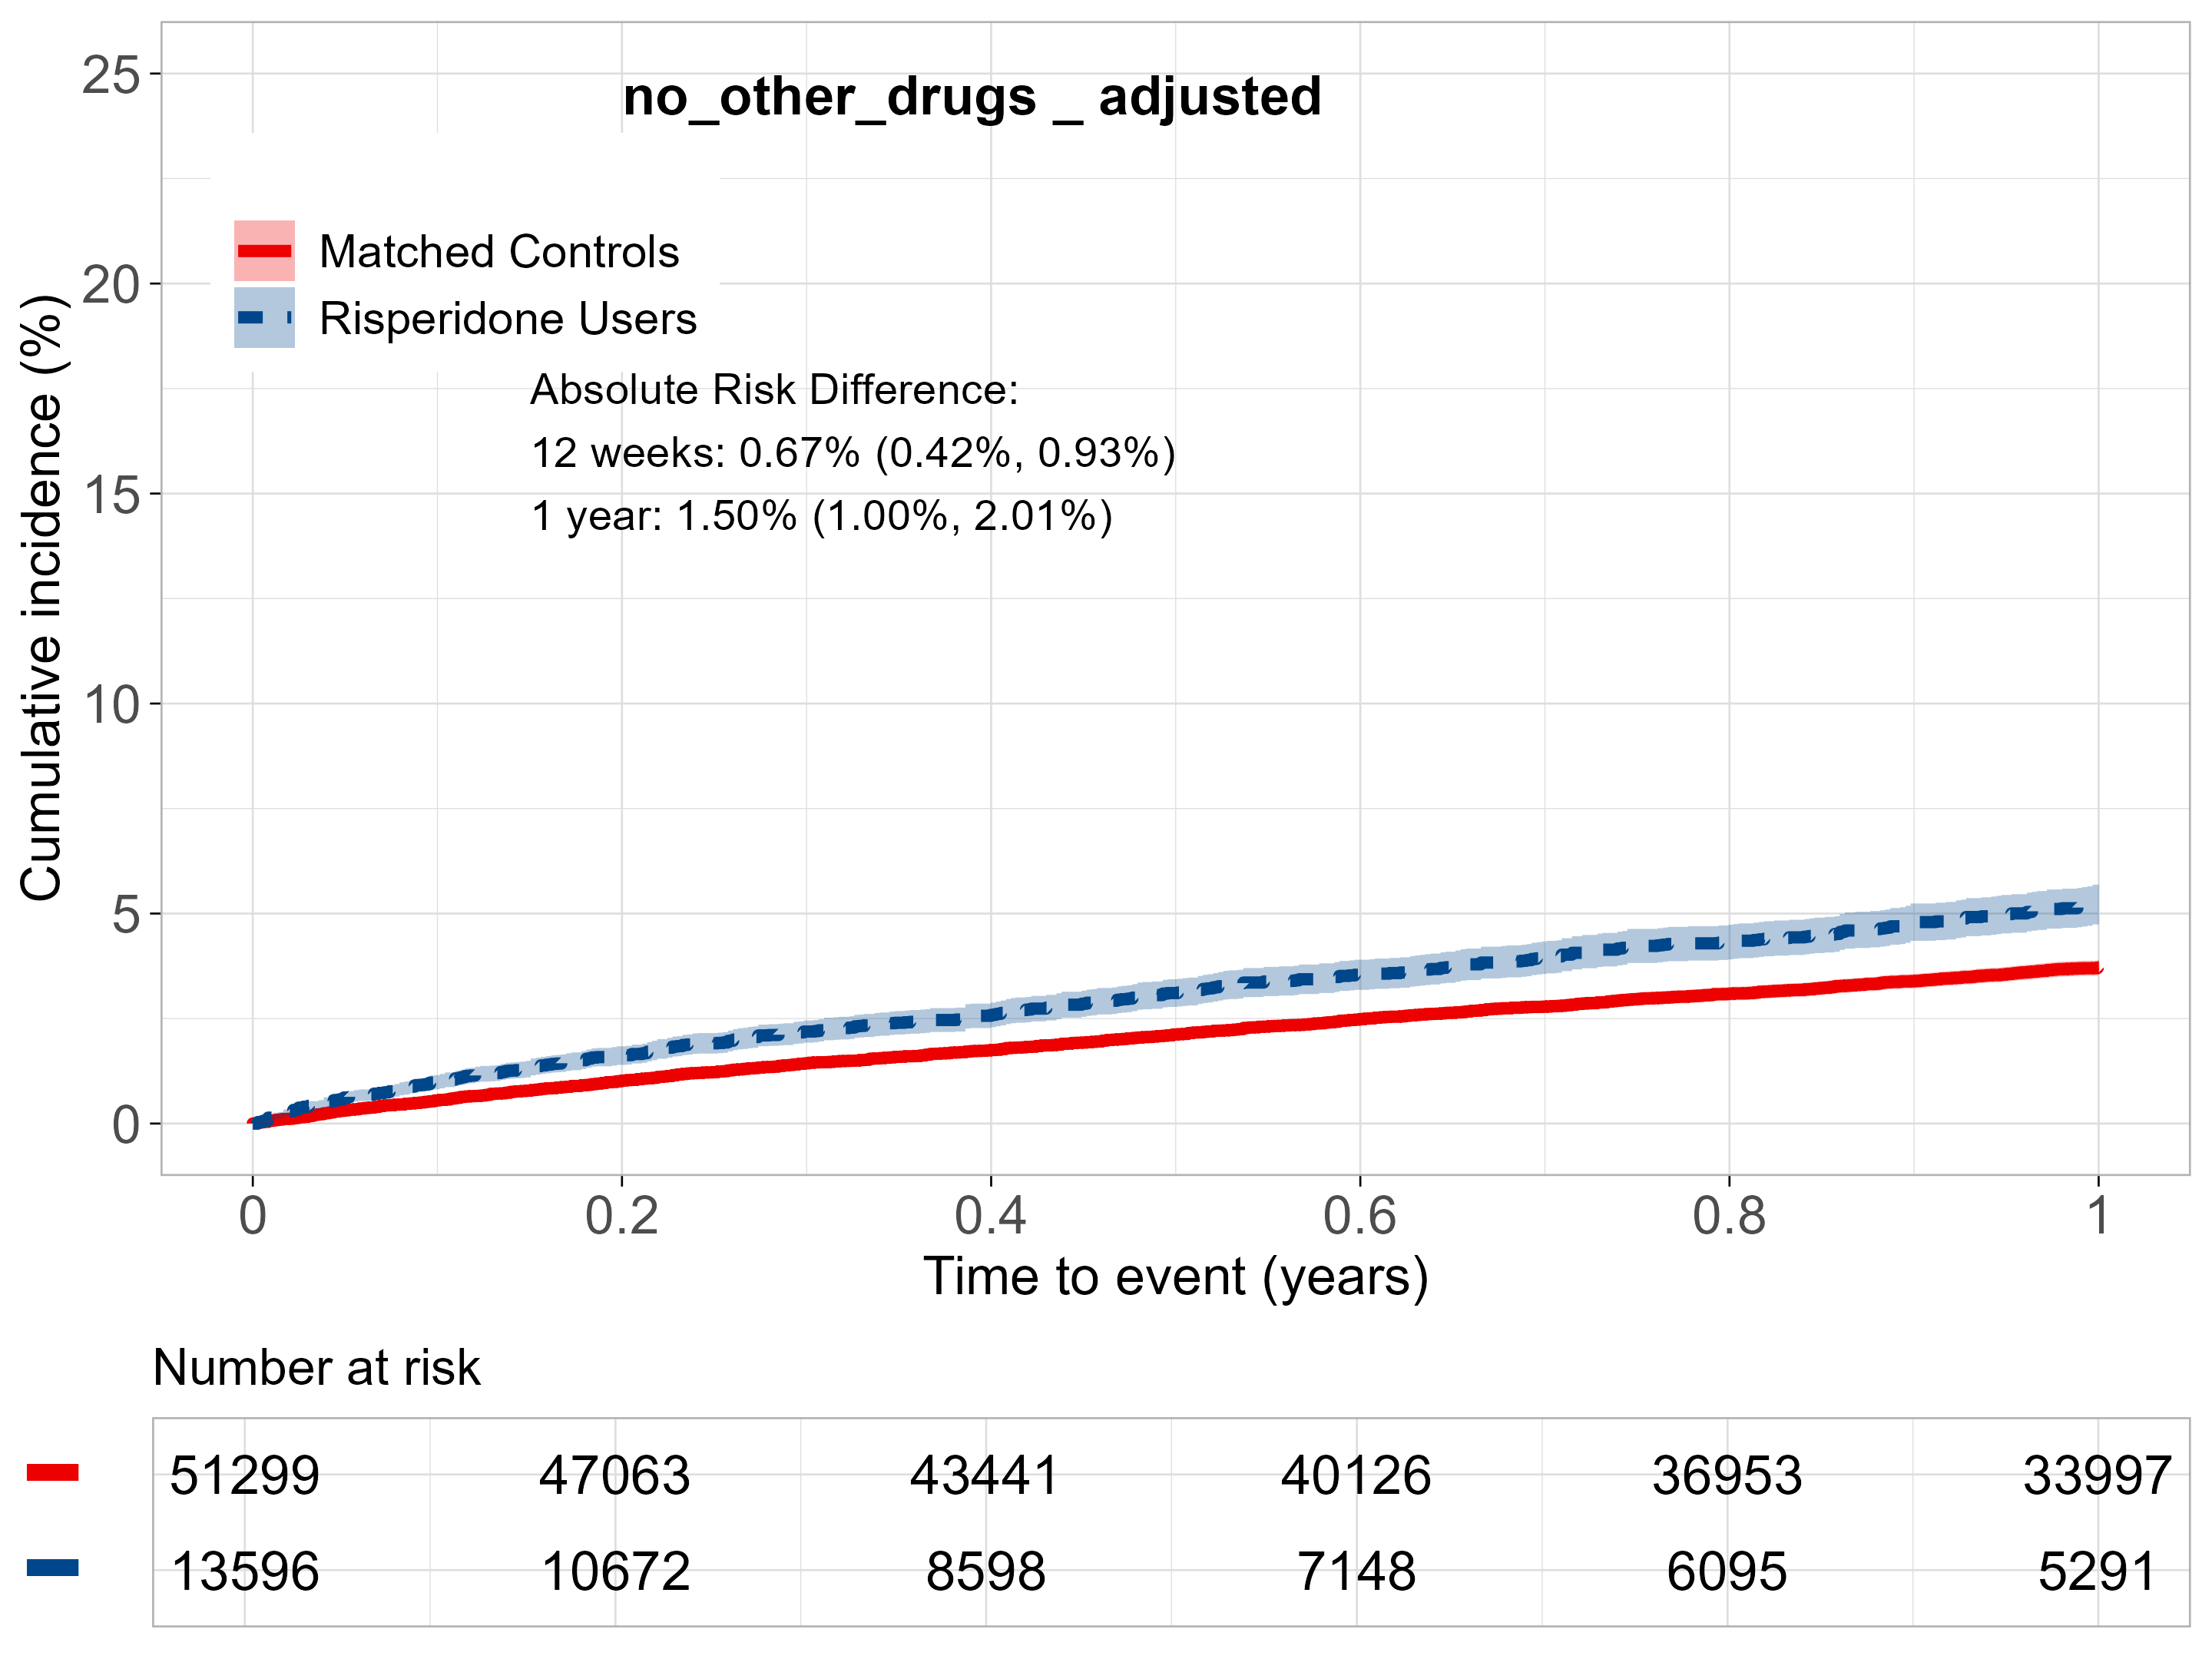 no_other_drugs _ adjusted
Matched Controls
Risperidone Users
Absolute Risk Difference:
12 weeks: 0.67% (0.42%, 0.93%)
1 year: 1.50% (1.00%, 2.01%)
Cumulative incidence (%)
25
20
15
10
5
0
0 0.2 0.4 0.6 0.8 1
Time to event (years)
Number at risk
51299 47063 43441 40126 36953 33997
13596 10672 8598 7148 6095 5291